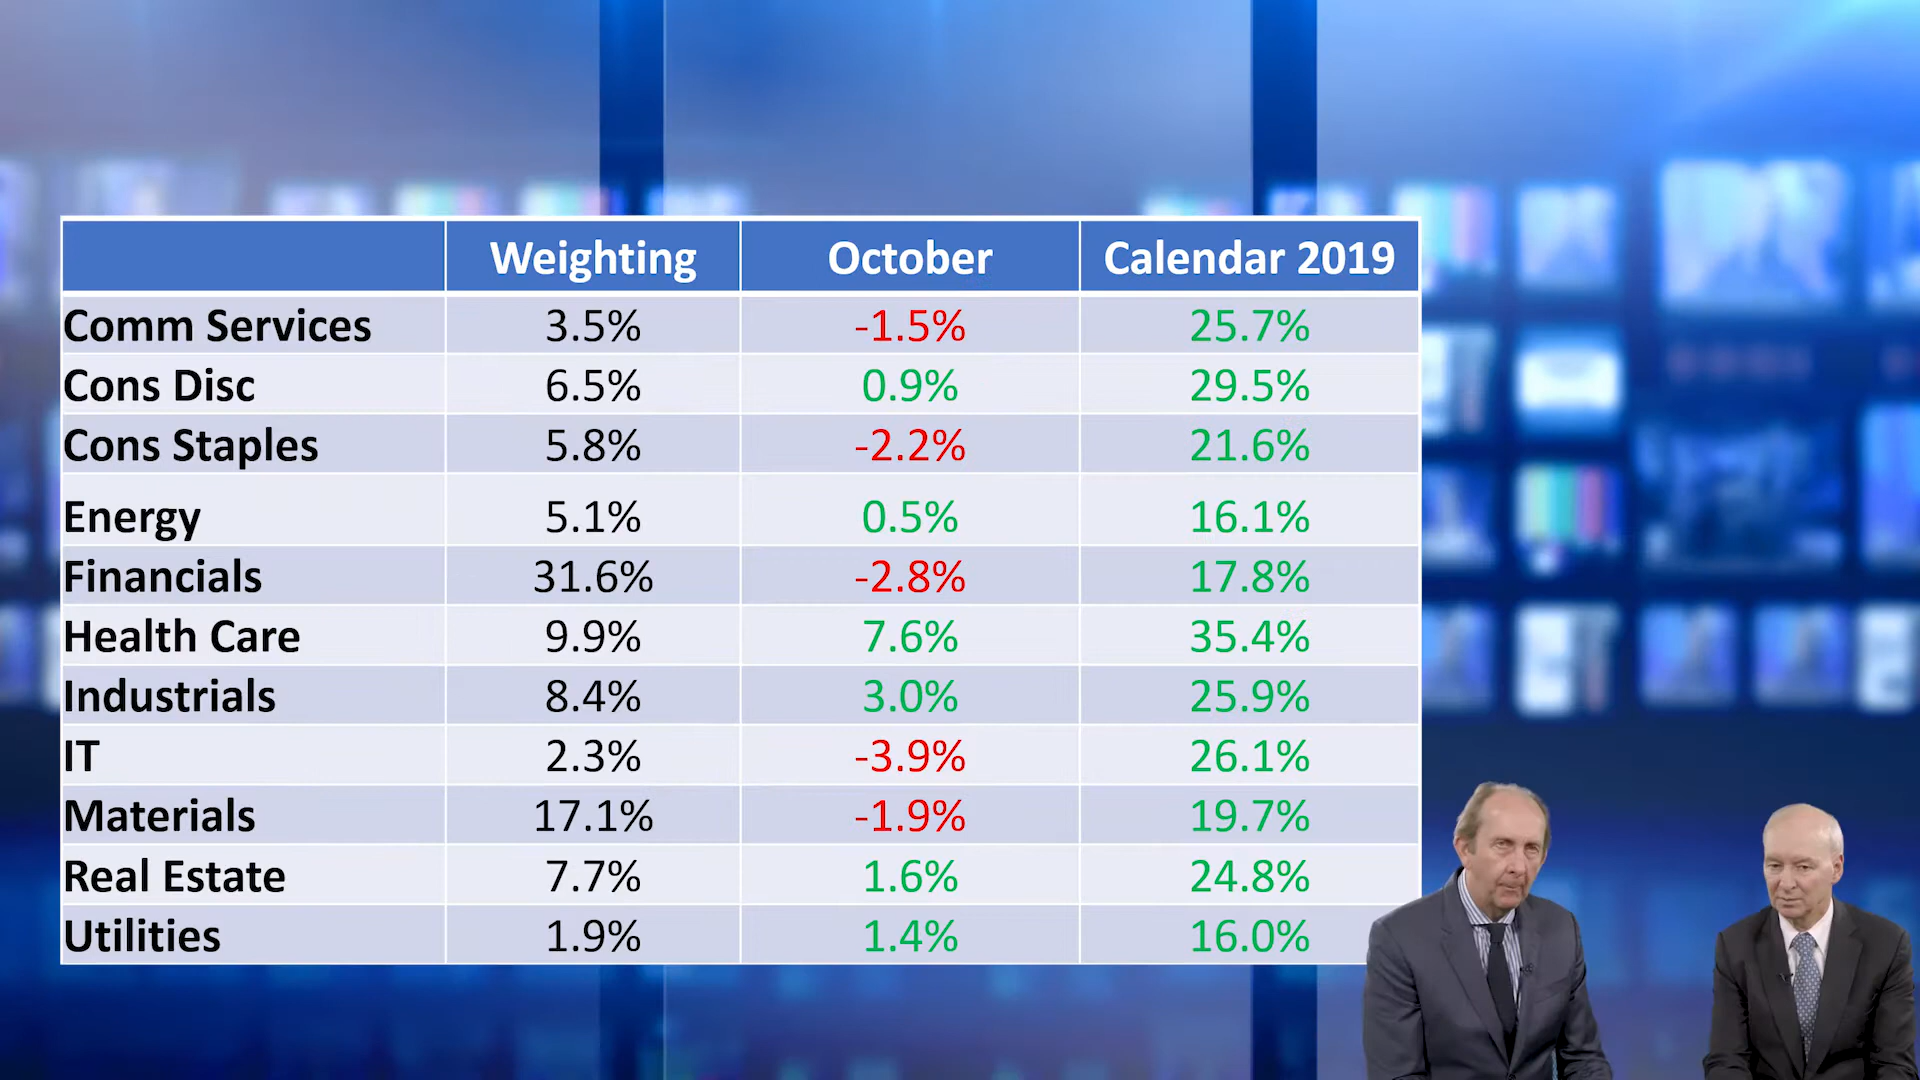 Weighting October Calendar 2019
Comm Services 3.5% -1.5% 25.7%
Cons Disc 6.5% 0.9% 29.5%
Cons Staples 5.8% -2.2% 21.6%
Energy 5.1% 0.5% 16.1%
Financials 31.6% -2.8% 17.8%
Health Care 9.9% 7.6% 35.4%
Industrials 8.4% 3.0% 25.9%
IT 2.3% -3.9% 26.1%
Materials 17.1% -1.9% 19.7%
Real Estate 7.7% 1.6% 24.8%
Utilities 1.9% 1.4% 16.0%